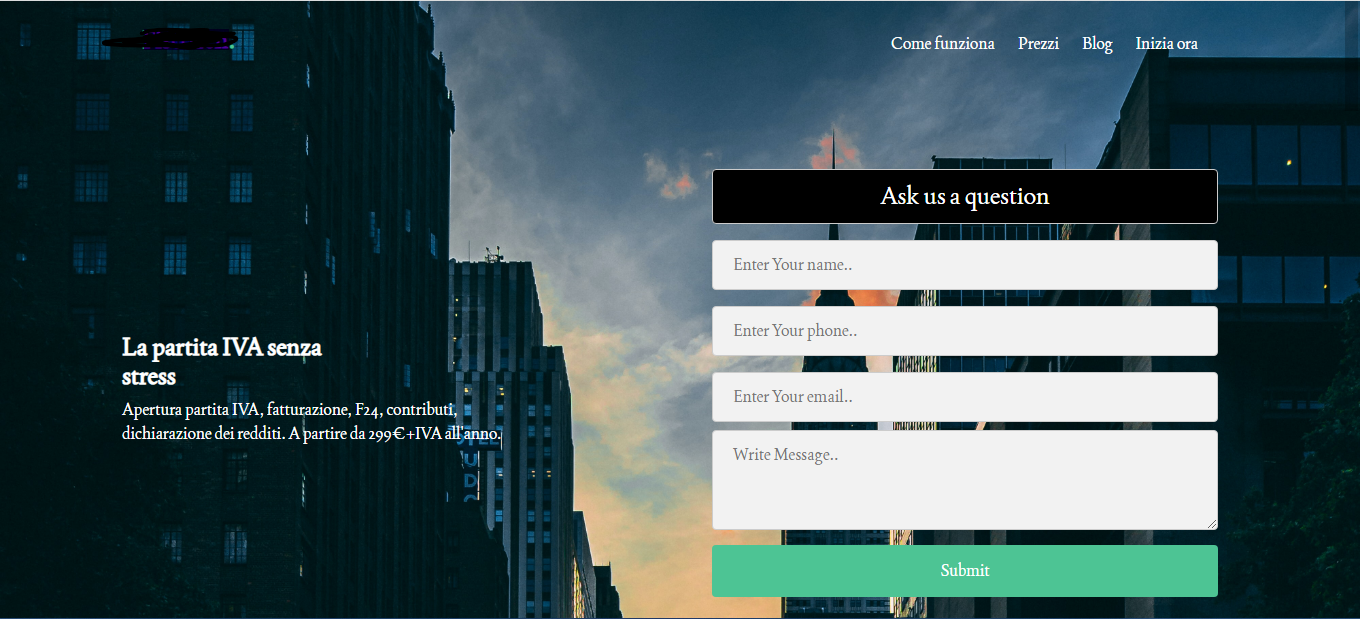 Come funziona Prezzi Blog Inizia ora
Ask us a question
Enter Your name..
Enter Your phone..
Enter Your email..
Write Message..
Submit
La partita IVA senza
stress
Apertura partita IVA, fatturazione, F24, contributi,
dichiarazione dei redditi. A partire da 299€+IVA all'anno.